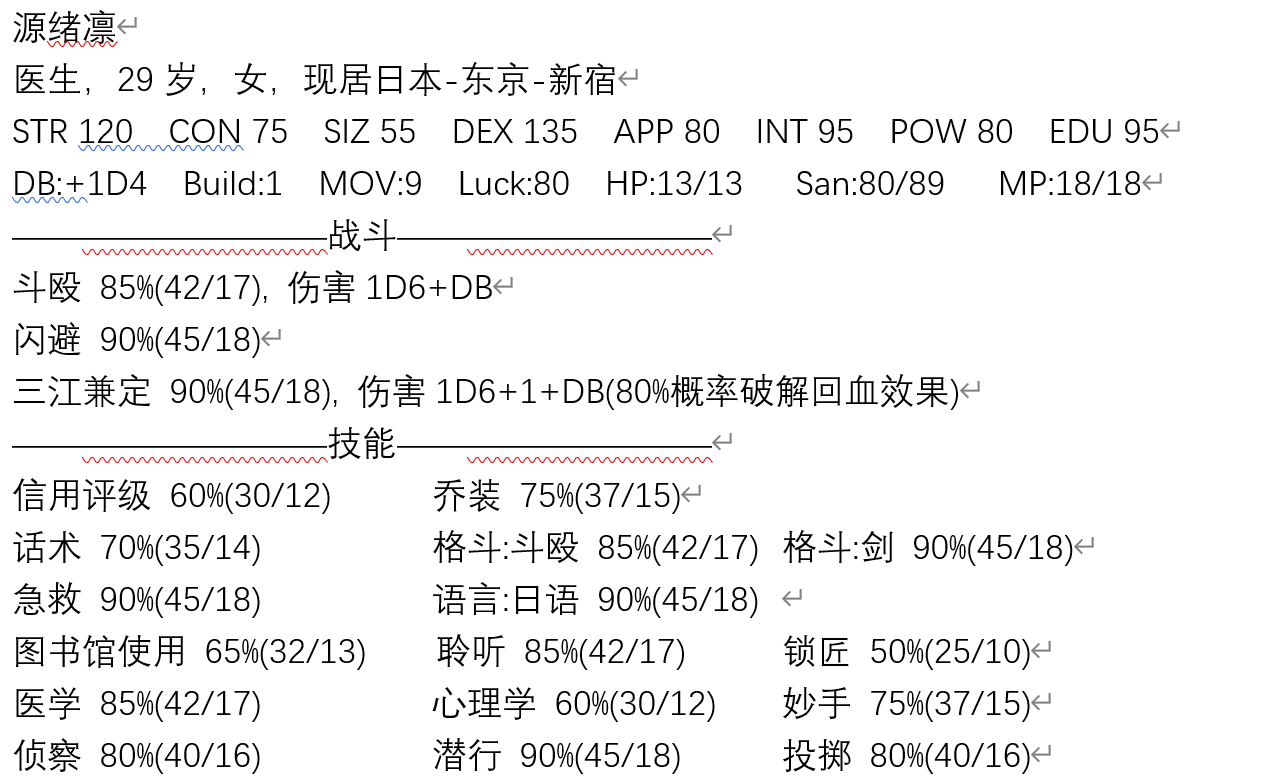 源绪凛
医生，29岁，女，现居日本-东京-新宿
STR 120 CON 75 SIZ 55 DEX 135 APP 80 INT 95 POW 80 EDU 95
DB:+1D4 Build:1 MOV:9 Luck:80 HP:13/13 San:80/89 MP:18/18
—————————战斗—————————
斗殴 85%(42/17), 伤害 1D6+DB
闪避 90%(45/18)
三江兼定 90%(45/18), 伤害 1D6+1+DB(80%概率破解回血效果)
—————————技能—————————
信用评级 60%(30/12) 乔装 75%(37/15)
话术 70%(35/14) 格斗:斗殴 85%(42/17) 格斗:剑 90%(45/18)
急救 90%(45/18) 语言:日语 90%(45/18)
图书馆使用 65%(32/13) 聆听 85%(42/17) 锁匠 50%(25/10)
医学 85%(42/17) 心理学 60%(30/12) 妙手 75%(37/15)
侦察 80%(40/16) 潜行 90%(45/18) 投掷 80%(40/16)